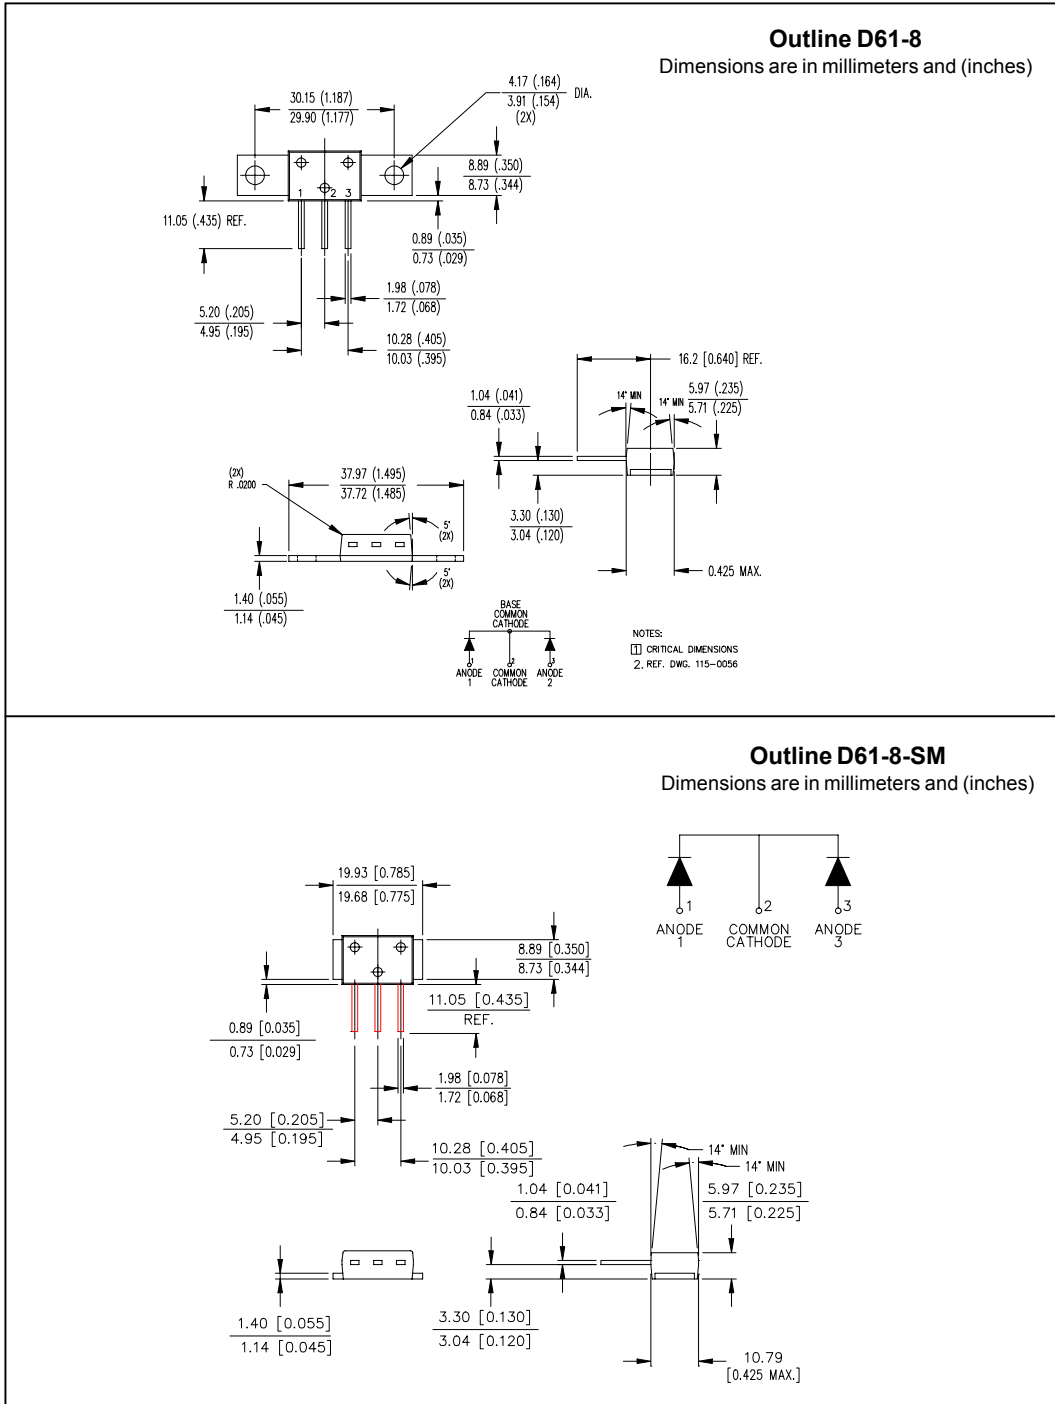 Outline D61-8
Dimensions are in millimeters and (inches)
30.15 (1.187)
29.90 (1.177)
4.17 (.164)
3.91 (.154)
DIA.
(2X)
8.89 (.350)
8.73 (.344)
1 2 3
11.05 (.435) REF.
0.89 (.035)
0.73 (.029)
1.98 (.078)
1.72 (.068)
5.20 (.205)
4.95 (.195)
10.28 (.405)
10.03 (.395)
16.2 [0.640] REF.
1.04 (.041)
0.84 (.033)
14° MIN
14° MIN
5.97 (.235)
5.71 (.225)
(2X)
R .0200
37.97 (1.495)
37.72 (1.485)
5°
(2X)
3.30 (.130)
3.04 (.120)
0.425 MAX.
5°
(2X)
1.40 (.055)
1.14 (.045)
BASE
COMMON
CATHODE
1 2 3
ANODE COMMON ANODE
1 CATHODE 2
NOTES:
1 CRITICAL DIMENSIONS
2. REF. DWG. 115-0056
Outline D61-8-SM
Dimensions are in millimeters and (inches)
19.93 [0.785]
19.68 [0.775]
1 2 3
ANODE COMMON ANODE
1 CATHODE 3
8.89 [0.350]
8.73 [0.344]
11.05 [0.435]
REF.
0.89 [0.035]
0.73 [0.029]
1.98 [0.078]
1.72 [0.068]
5.20 [0.205]
4.95 [0.195]
10.28 [0.405]
10.03 [0.395]
14° MIN
14° MIN
1.04 [0.041]
0.84 [0.033]
5.97 [0.235]
5.71 [0.225]
1.40 [0.055]
1.14 [0.045]
3.30 [0.130]
3.04 [0.120]
10.79
[0.425 MAX.]